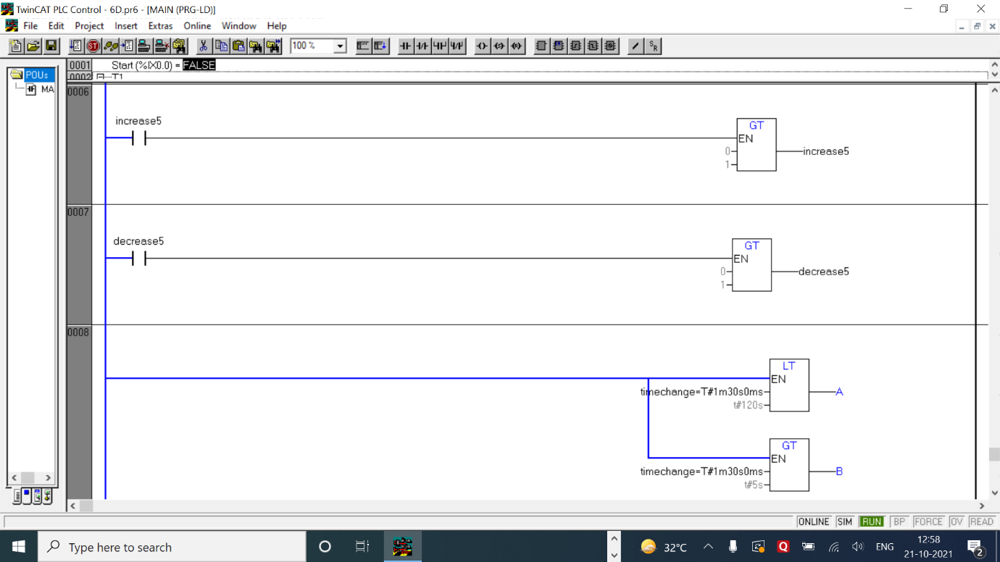 TwinCAT PLC Control - 6D.pr6 - [MAIN (PRG-LD)]
File Edit Project Insert Extras Online Window Help
100 %
POUs
MA
0001 Start (%IX0.0) = FALSE
0002 T1
0006
increase5
GT
EN
0
increase5
1
0007
decrease5
GT
EN
0
decrease5
1
0008
LT
EN
timechange=T#1m30s0ms
A
t#120s
GT
EN
timechange=T#1m30s0ms
B
t#5s
ONLINE SIM RUN BP FORCE OV READ
Type here to search
32°C
ENG
12:58
21-10-2021
2